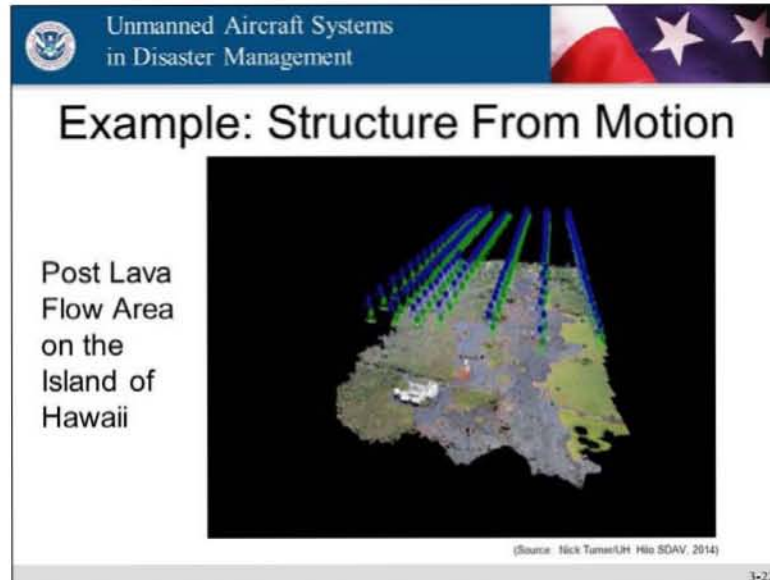 Unmanned Aircraft Systems
in Disaster Management
Example: Structure From Motion
Post Lava
Flow Area
on the
Island of
Hawaii
(Source: Nick Turner/UH Hilo SDAV, 2014)